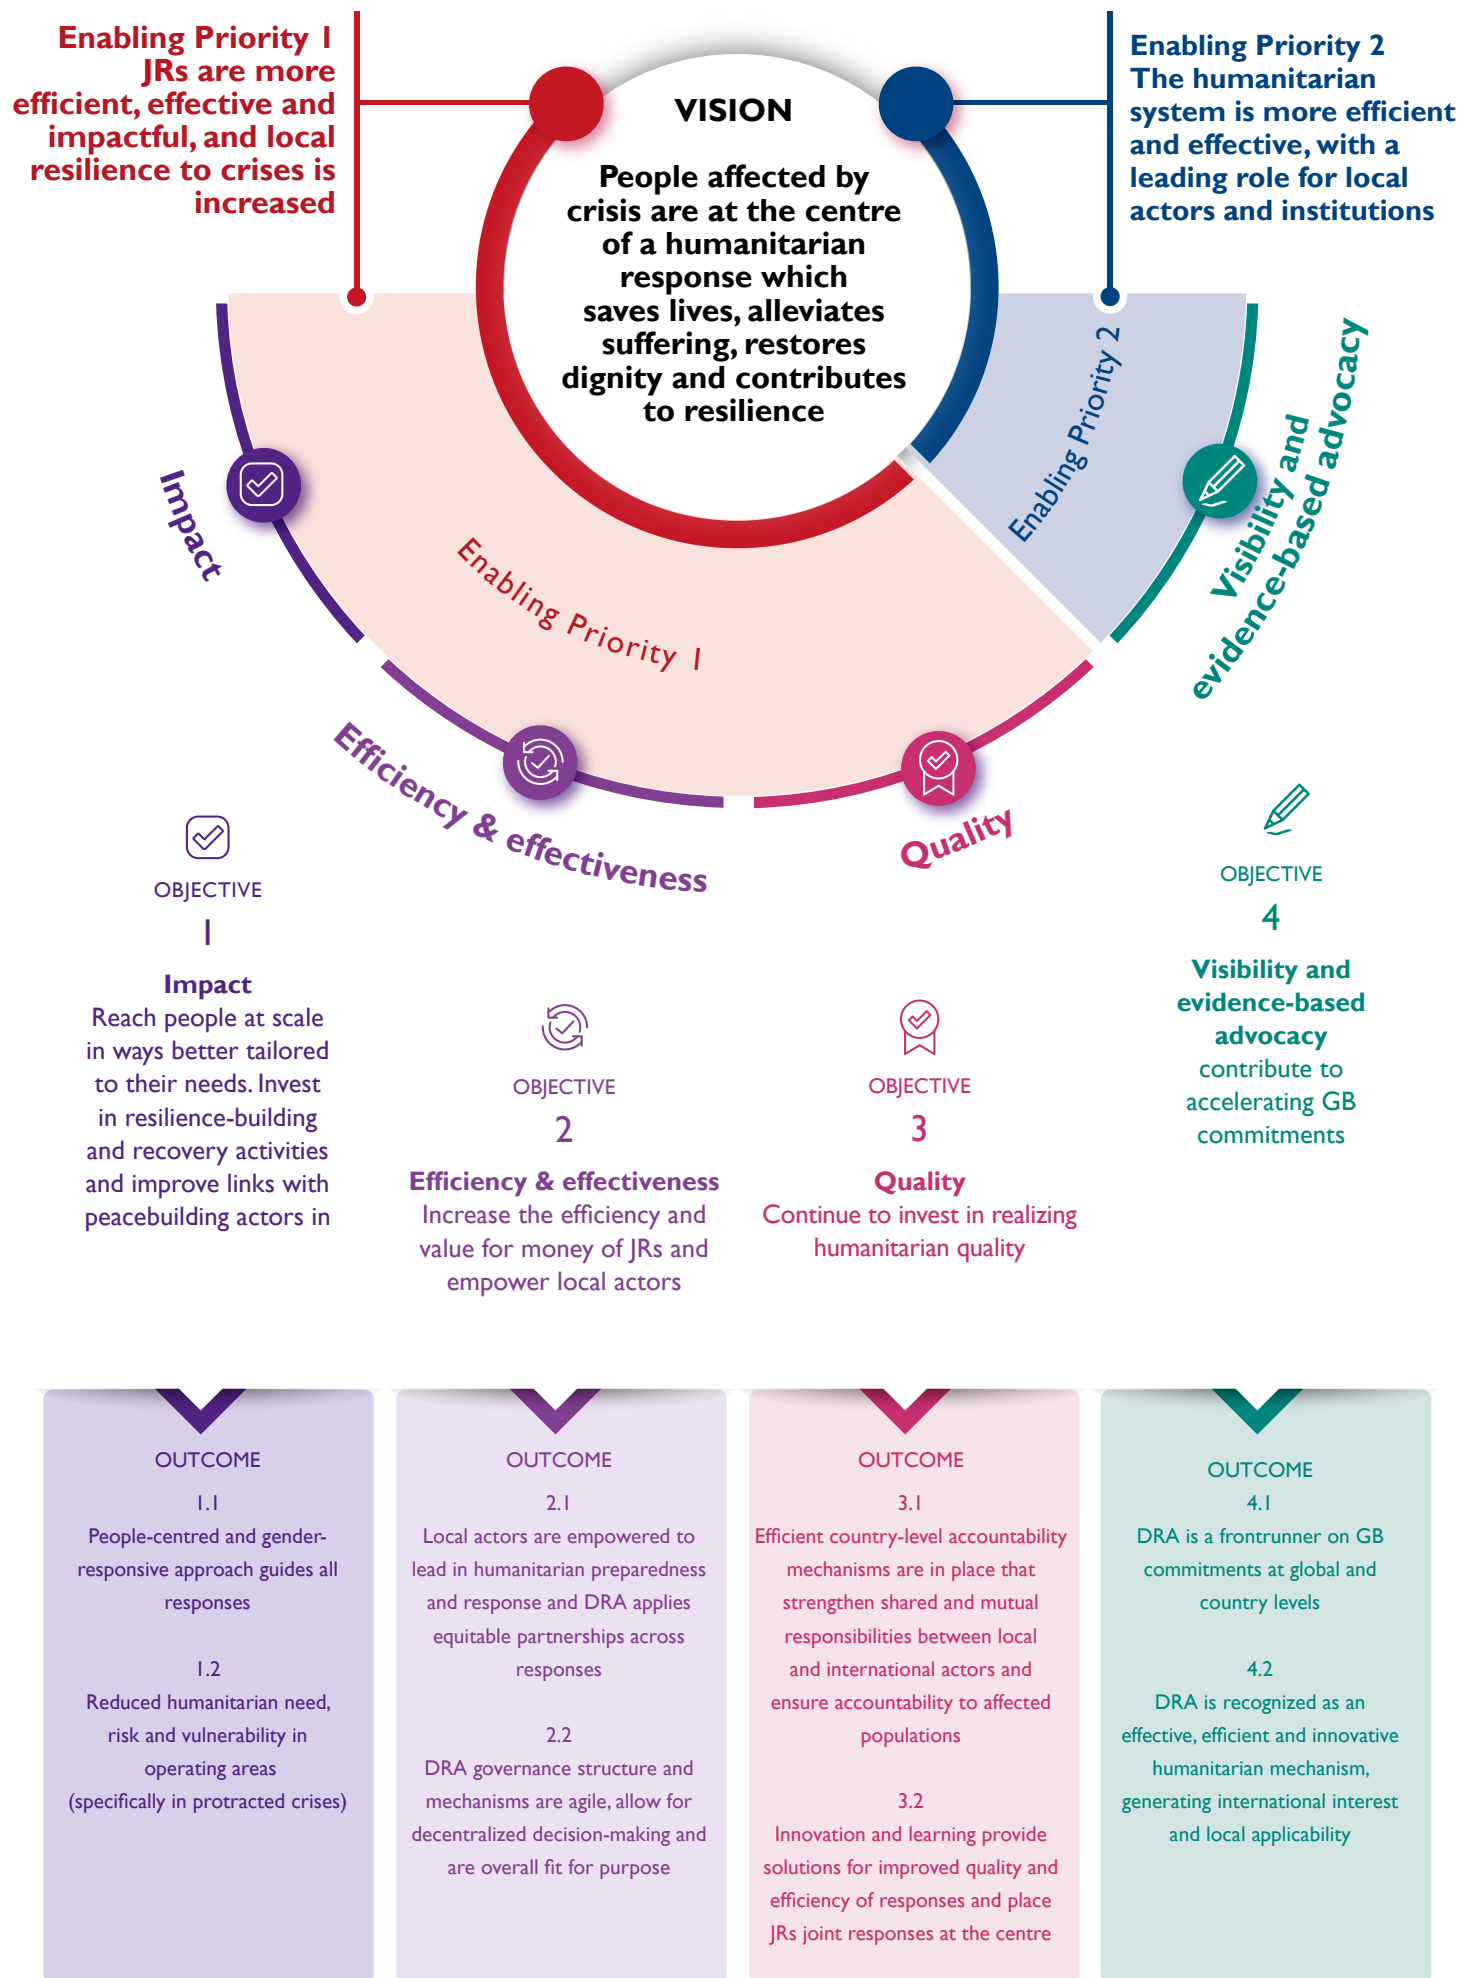 Enabling Priority 1
JRs are more
efficient, effective and
impactful, and local
resilience to crises is
increased
VISION
People affected by
crisis are at the centre
of a humanitarian
response which
saves lives, alleviates
suffering, restores
dignity and contributes
to resilience
Enabling Priority 2
The humanitarian
system is more efficient
and effective, with a
leading role for local
actors and institutions
Enabling Priority 1
Enabling Priority 2
Impact
Efficiency & effectiveness
Quality
Visibility and
evidence-based advocacy
OBJECTIVE
1
Impact
Reach people at scale
in ways better tailored
to their needs. Invest
in resilience-building
and recovery activities
and improve links with
peacebuilding actors in
OBJECTIVE
2
Efficiency & effectiveness
Increase the efficiency and
value for money of JRs and
empower local actors
OBJECTIVE
3
Quality
Continue to invest in realizing
humanitarian quality
OBJECTIVE
4
Visibility and
evidence-based
advocacy
contribute to
accelerating GB
commitments
OUTCOME
1.1
People-centred and gender-
responsive approach guides all
responses
1.2
Reduced humanitarian need,
risk and vulnerability in
operating areas
(specifically in protracted crises)
OUTCOME
2.1
Local actors are empowered to
lead in humanitarian preparedness
and response and DRA applies
equitable partnerships across
responses
2.2
DRA governance structure and
mechanisms are agile, allow for
decentralized decision-making and
are overall fit for purpose
OUTCOME
3.1
Efficient country-level accountability
mechanisms are in place that
strengthen shared and mutual
responsibilities between local
and international actors and
ensure accountability to affected
populations
3.2
Innovation and learning provide
solutions for improved quality and
efficiency of responses and place
JRs joint responses at the centre
OUTCOME
4.1
DRA is a frontrunner on GB
commitments at global and
country levels
4.2
DRA is recognized as an
effective, efficient and innovative
humanitarian mechanism,
generating international interest
and local applicability